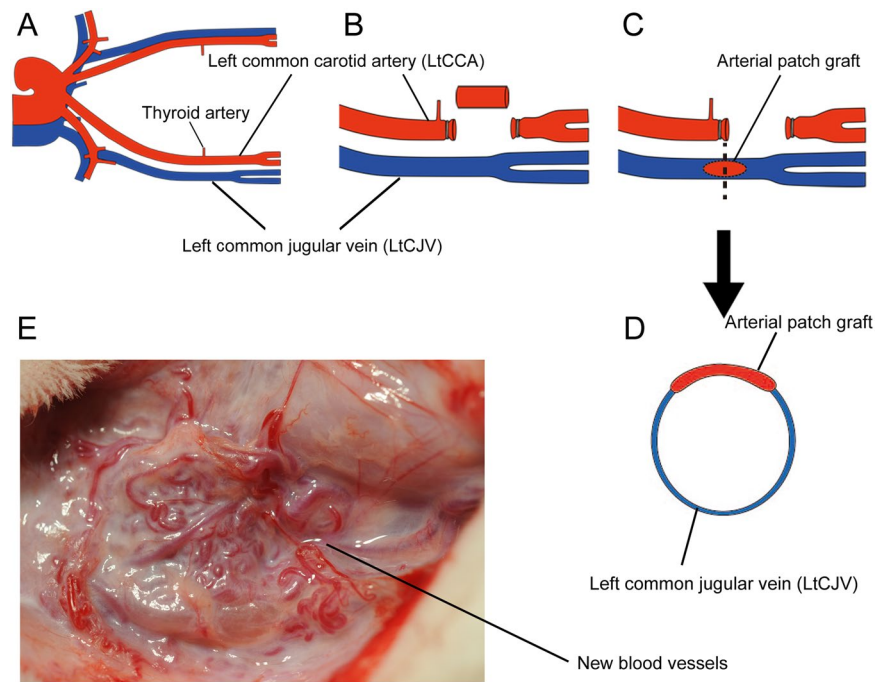 A
B
C
Left common carotid artery (LtCCA)
Arterial patch graft
Thyroid artery
Left common jugular vein (LtCJV)
E
D
Arterial patch graft
Left common jugular vein (LtCJV)
New blood vessels